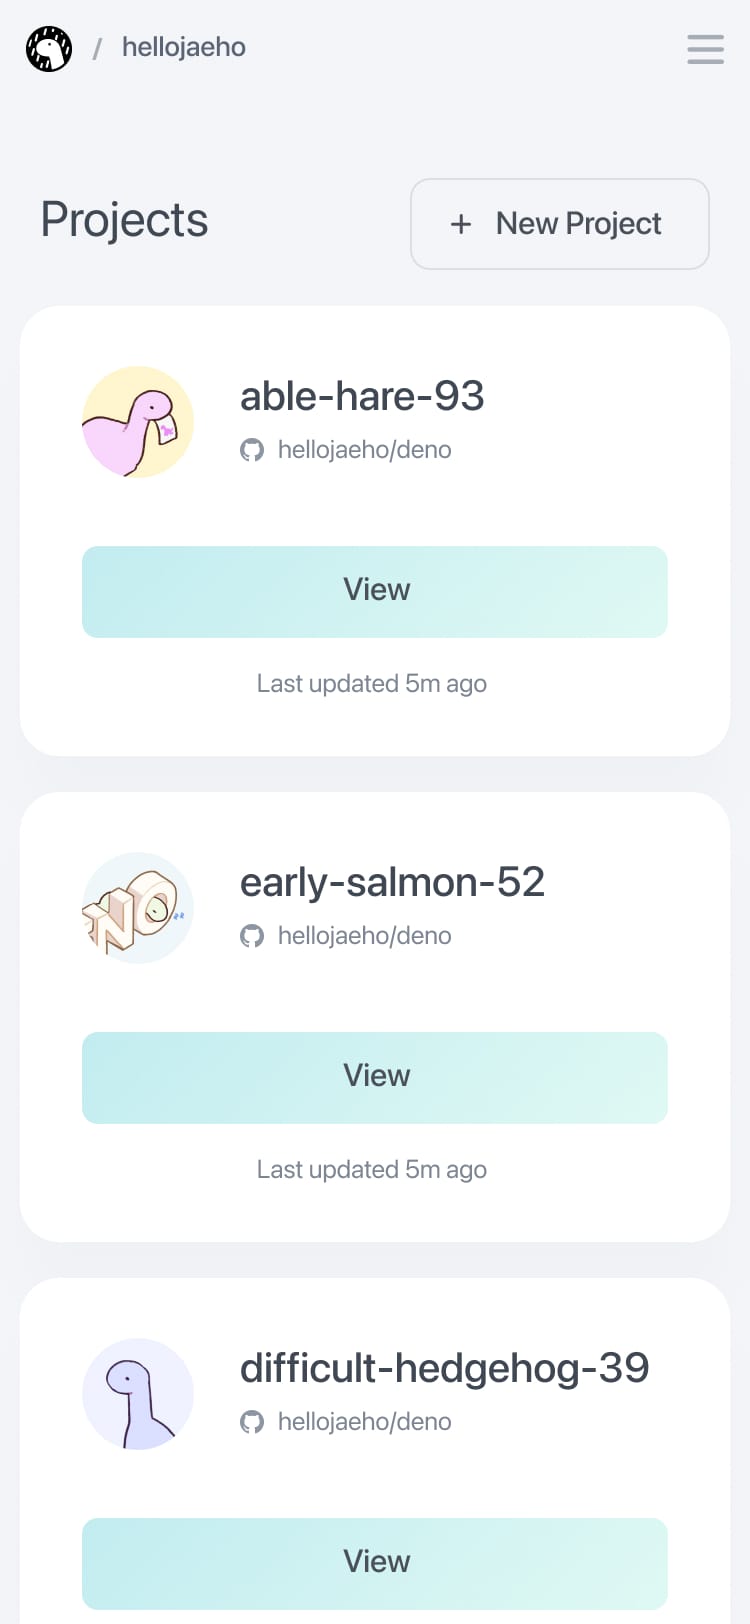 / hellojaeho
Projects
+ New Project
able-hare-93
hellojaeho/deno
View
Last updated 5m ago
NO
early-salmon-52
hellojaeho/deno
View
Last updated 5m ago
difficult-hedgehog-39
hellojaeho/deno
View